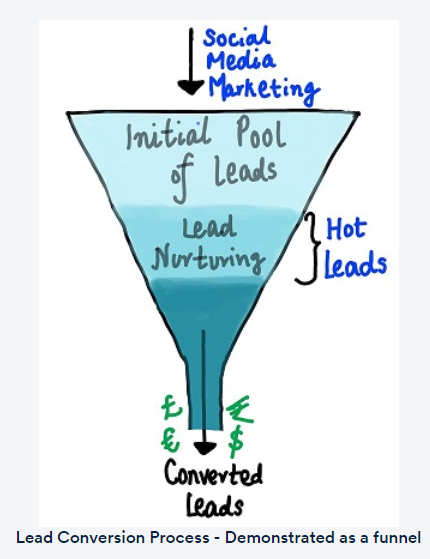 Social
Media
Marketing
Initial Pool
of Leads
Lead
Nurturing
Hot
Leads
£ ₹
£ $
Converted
Leads
Lead Conversion Process - Demonstrated as a funnel